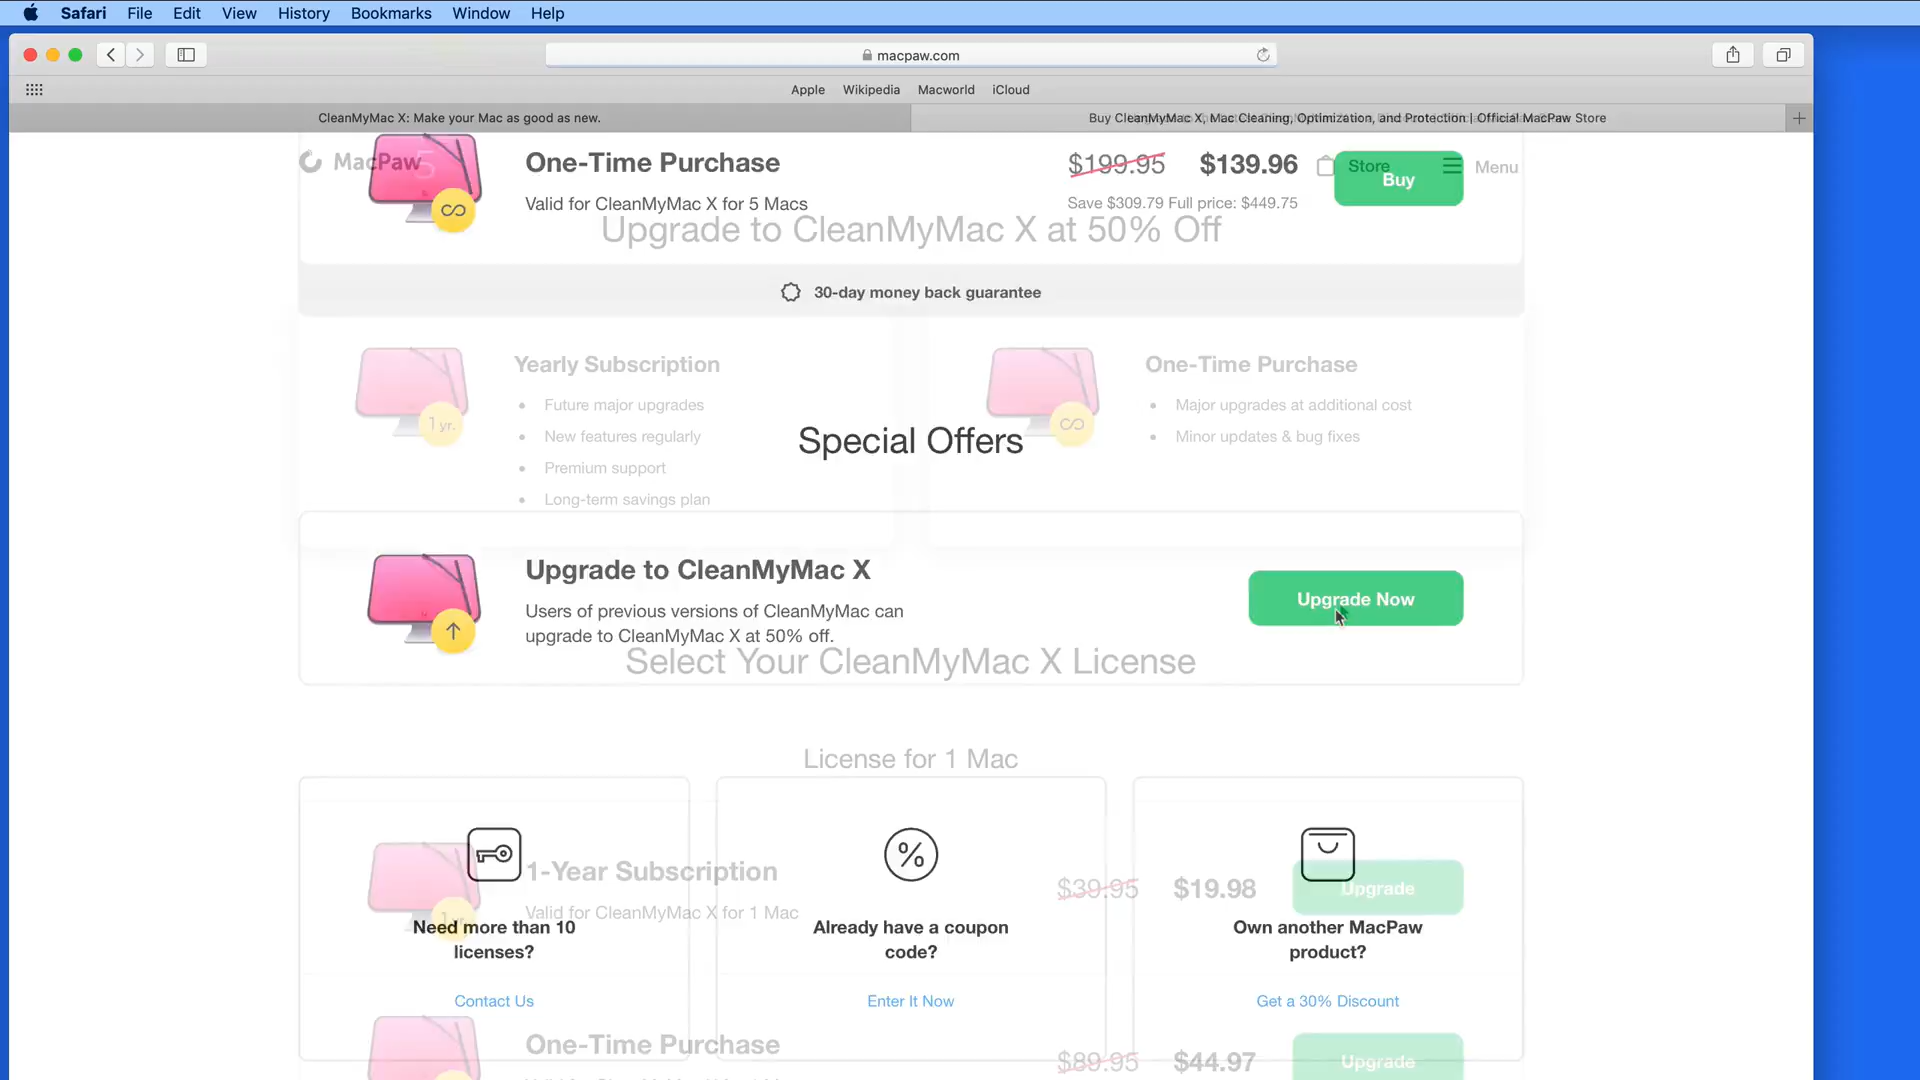 Safari File Edit View History Bookmarks Window Help
macpaw.com
Apple Wikipedia Macworld iCloud
CleanMyMac X: Make your Mac as good as new.
Buy CleanMyMac X, Mac Cleaning, Optimization, and Protection | Official MacPaw Store
MacPaw
5
One-Time Purchase
$199.95 $139.96
Store
Buy
Menu
Valid for CleanMyMac X for 5 Macs
Save $309.79 Full price: $449.75
Upgrade to CleanMyMac X at 50% Off
30-day money back guarantee
Yearly Subscription
1 yr.
• Future major upgrades
• New features regularly
• Premium support
• Long-term savings plan
One-Time Purchase
• Major upgrades at additional cost
• Minor updates & bug fixes
Special Offers
Upgrade to CleanMyMac X
Users of previous versions of CleanMyMac can
upgrade to CleanMyMac X at 50% off.
Upgrade Now
Select Your CleanMyMac X License
License for 1 Mac
1-Year Subscription
$39.95 $19.98
Upgrade
Valid for CleanMyMac X for 1 Mac
Need more than 10
licenses?
Contact Us
%
Already have a coupon
code?
Enter It Now
Own another MacPaw
product?
Get a 30% Discount
One-Time Purchase
$89.95 $44.97
Upgrade